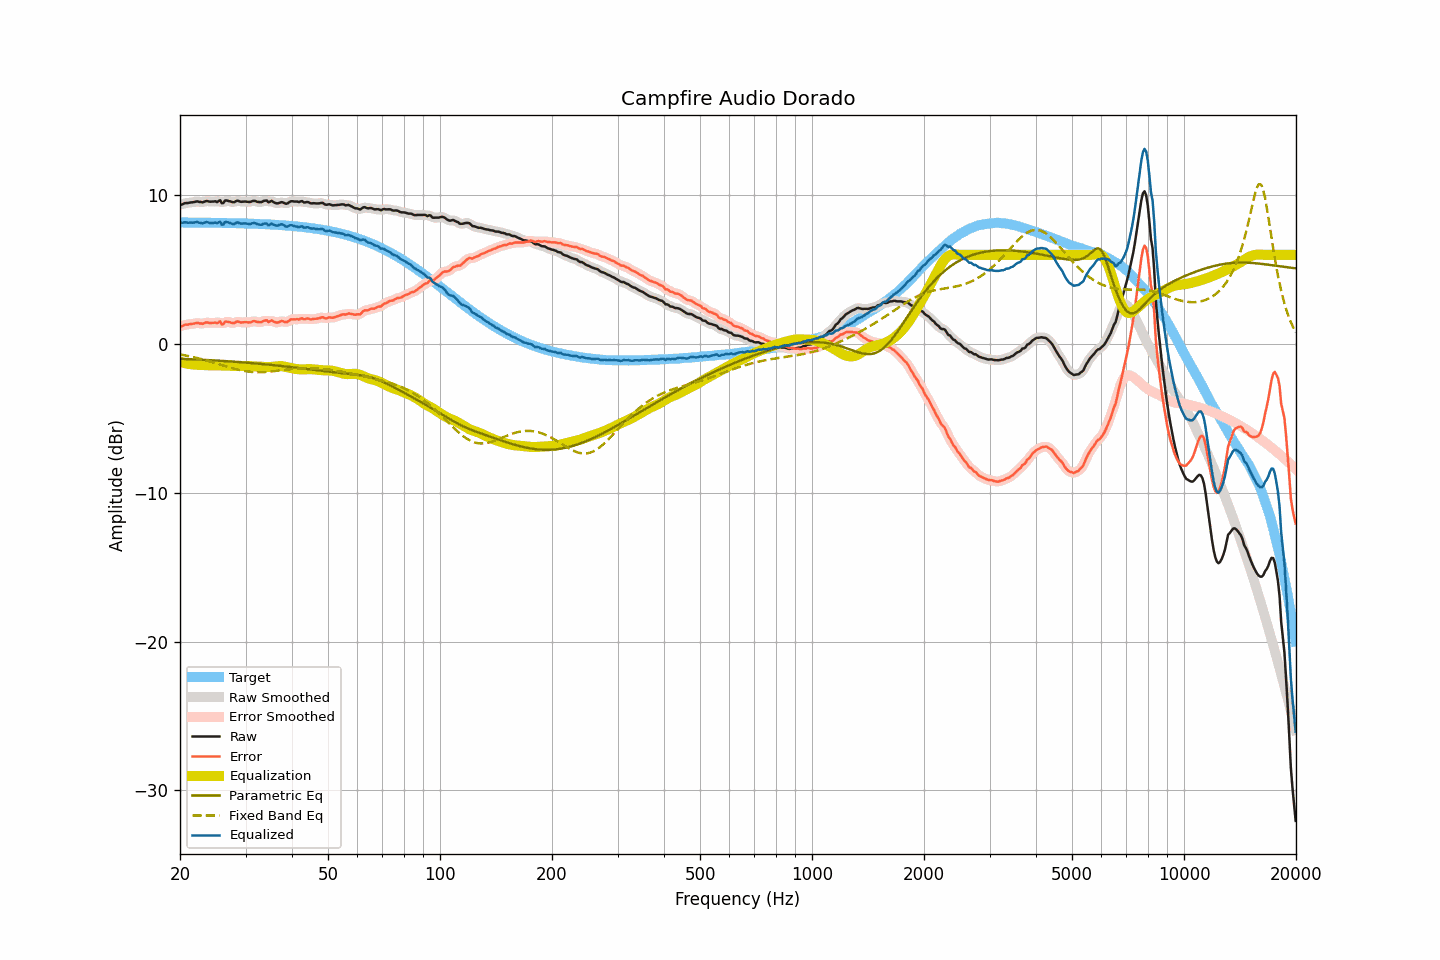 Campfire Audio Dorado
Amplitude (dBr)
10
0
−10
−20
−30
Target
Raw Smoothed
Error Smoothed
Raw
Error
Equalization
Parametric Eq
Fixed Band Eq
Equalized
20 50 100 200 500 1000 2000 5000 10000 20000
Frequency (Hz)